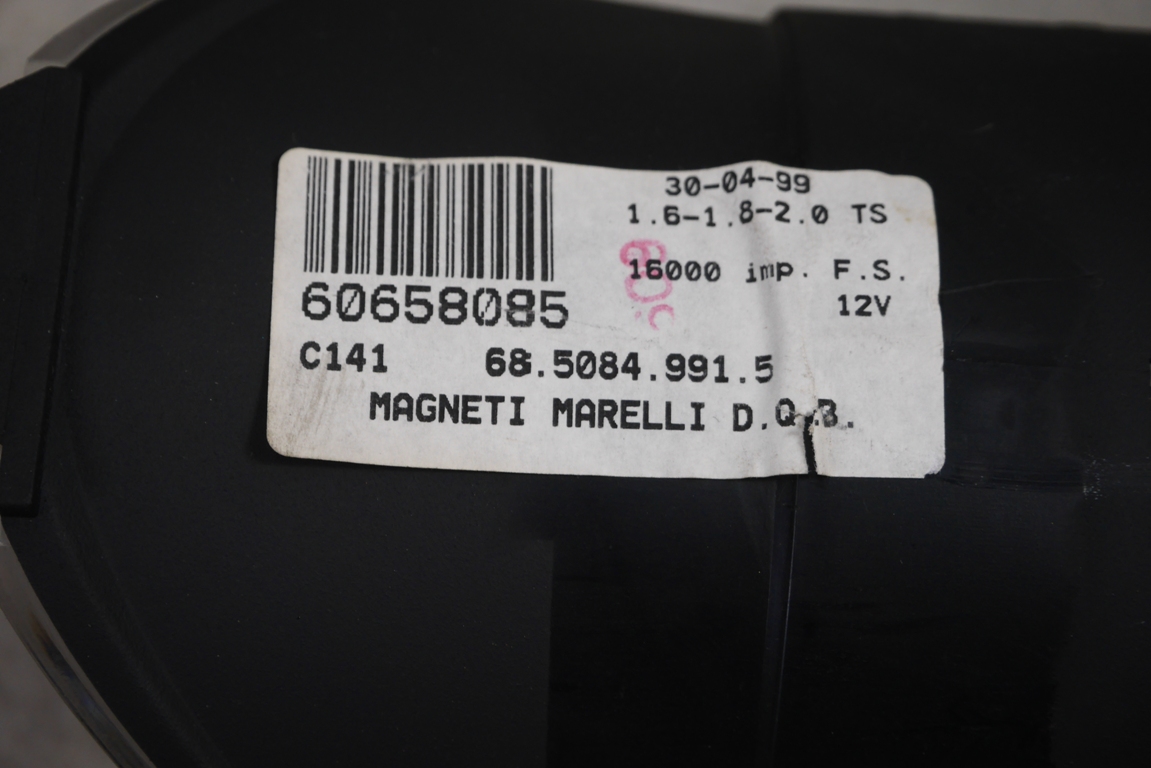 30-04-99
1.6-1.8-2.0 TS
16000 imp. F.S.
12V
60658085
C141 68.5084.991.5
MAGNETI MARELLI D.Q.B.